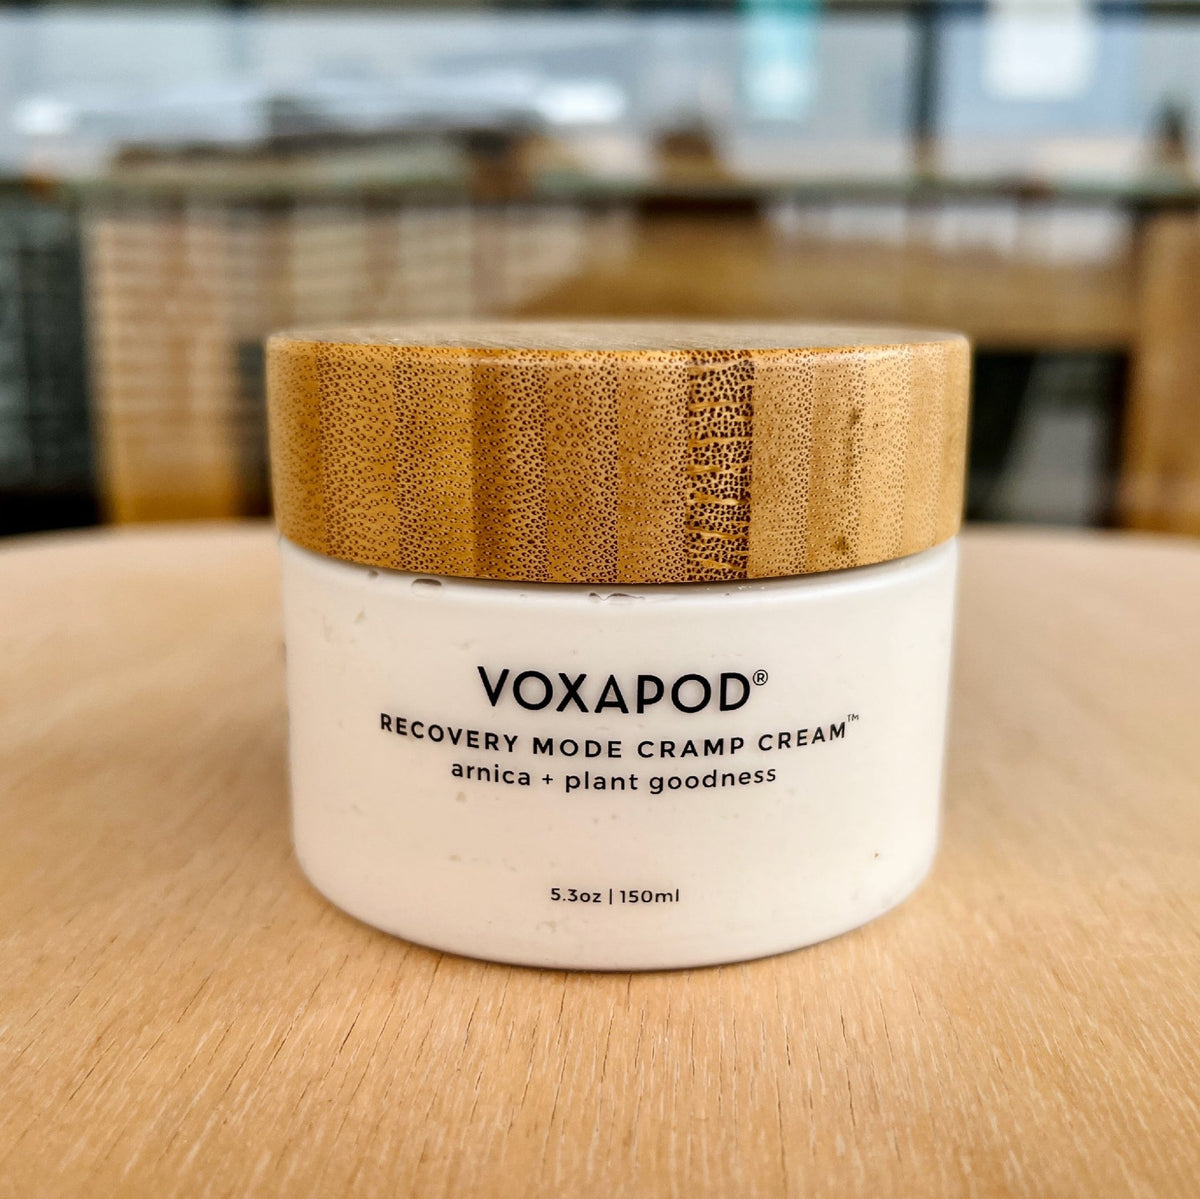 VOXAPOD®
RECOVERY MODE CRAMP CREAM™
arnica + plant goodness
5.3oz | 150ml